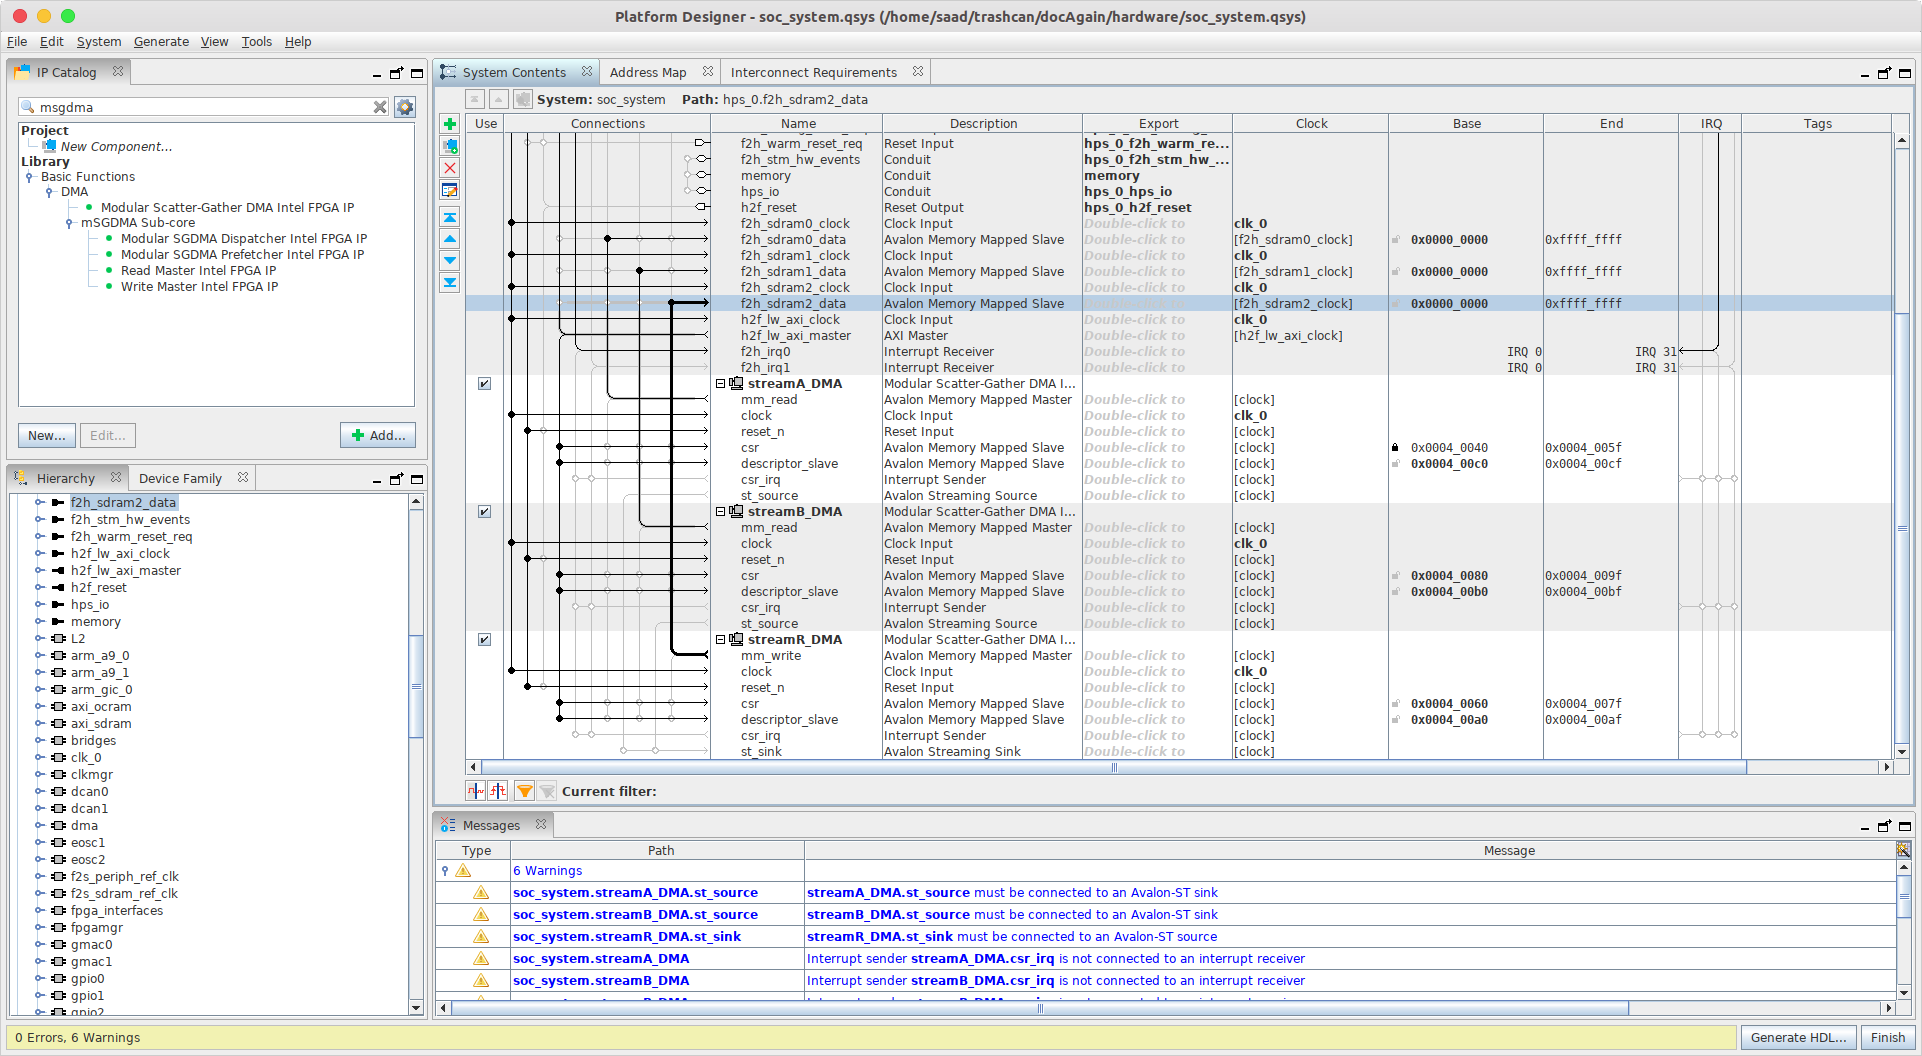 Platform Designer - soc_system.qsys (/home/saad/trashcan/docAgain/hardware/soc_system.qsys)
File Edit System Generate View Tools Help
IP Catalog
msgdma
Project
New Component...
Library
Basic Functions
DMA
Modular Scatter-Gather DMA Intel FPGA IP
mSGDMA Sub-core
Modular SGDMA Dispatcher Intel FPGA IP
Modular SGDMA Prefetcher Intel FPGA IP
Read Master Intel FPGA IP
Write Master Intel FPGA IP
New... Edit... Add...
Hierarchy Device Family
f2h_sdram2_data
f2h_stm_hw_events
f2h_warm_reset_req
h2f_lw_axi_clock
h2f_lw_axi_master
h2f_reset
hps_io
memory
L2
arm_a9_0
arm_a9_1
arm_gic_0
axi_ocram
axi_sdram
bridges
clk_0
clkmgr
dcan0
dcan1
dma
eosc1
eosc2
f2s_periph_ref_clk
f2s_sdram_ref_clk
fpga_interfaces
fpgamgr
gmac0
gmac1
gpio0
gpio1
gpio2
System Contents Address Map Interconnect Requirements
System: soc_system Path: hps_0.f2h_sdram2_data
Use Connections Name Description Export Clock Base End IRQ Tags
f2h_warm_reset_req Reset Input hps_0_f2h_warm_re...
f2h_stm_hw_events Conduit hps_0_f2h_stm_hw_...
memory Conduit memory
hps_io Conduit hps_0_hps_io
h2f_reset Reset Output hps_0_h2f_reset
f2h_sdram0_clock Clock Input Double-click to clk_0
f2h_sdram0_data Avalon Memory Mapped Slave Double-click to [f2h_sdram0_clock] 0x0000_0000 0xffff_ffff
f2h_sdram1_clock Clock Input Double-click to clk_0
f2h_sdram1_data Avalon Memory Mapped Slave Double-click to [f2h_sdram1_clock] 0x0000_0000 0xffff_ffff
f2h_sdram2_clock Clock Input Double-click to clk_0
f2h_sdram2_data Avalon Memory Mapped Slave Double-click to [f2h_sdram2_clock] 0x0000_0000 0xffff_ffff
h2f_lw_axi_clock Clock Input Double-click to clk_0
h2f_lw_axi_master AXI Master Double-click to [h2f_lw_axi_clock]
f2h_irq0 Interrupt Receiver Double-click to IRQ 0 IRQ 31
f2h_irq1 Interrupt Receiver Double-click to IRQ 0 IRQ 31
streamA_DMA Modular Scatter-Gather DMA I...
mm_read Avalon Memory Mapped Master Double-click to [clock]
clock Clock Input Double-click to clk_0
reset_n Reset Input Double-click to [clock]
csr Avalon Memory Mapped Slave Double-click to [clock] 0x0004_0040 0x0004_005f
descriptor_slave Avalon Memory Mapped Slave Double-click to [clock] 0x0004_00c0 0x0004_00cf
csr_irq Interrupt Sender Double-click to [clock]
st_source Avalon Streaming Source Double-click to [clock]
streamB_DMA Modular Scatter-Gather DMA I...
mm_read Avalon Memory Mapped Master Double-click to [clock]
clock Clock Input Double-click to clk_0
reset_n Reset Input Double-click to [clock]
csr Avalon Memory Mapped Slave Double-click to [clock] 0x0004_0080 0x0004_009f
descriptor_slave Avalon Memory Mapped Slave Double-click to [clock] 0x0004_00b0 0x0004_00bf
csr_irq Interrupt Sender Double-click to [clock]
st_source Avalon Streaming Source Double-click to [clock]
streamR_DMA Modular Scatter-Gather DMA I...
mm_write Avalon Memory Mapped Master Double-click to [clock]
clock Clock Input Double-click to clk_0
reset_n Reset Input Double-click to [clock]
csr Avalon Memory Mapped Slave Double-click to [clock] 0x0004_0060 0x0004_007f
descriptor_slave Avalon Memory Mapped Slave Double-click to [clock] 0x0004_00a0 0x0004_00af
csr_irq Interrupt Sender Double-click to [clock]
st_sink Avalon Streaming Sink Double-click to [clock]
Current filter:
Messages
Type Path Message
6 Warnings
soc_system.streamA_DMA.st_source streamA_DMA.st_source must be connected to an Avalon-ST sink
soc_system.streamB_DMA.st_source streamB_DMA.st_source must be connected to an Avalon-ST sink
soc_system.streamR_DMA.st_sink streamR_DMA.st_sink must be connected to an Avalon-ST source
soc_system.streamA_DMA Interrupt sender streamA_DMA.csr_irq is not connected to an interrupt receiver
soc_system.streamB_DMA Interrupt sender streamB_DMA.csr_irq is not connected to an interrupt receiver
0 Errors, 6 Warnings
Generate HDL... Finish